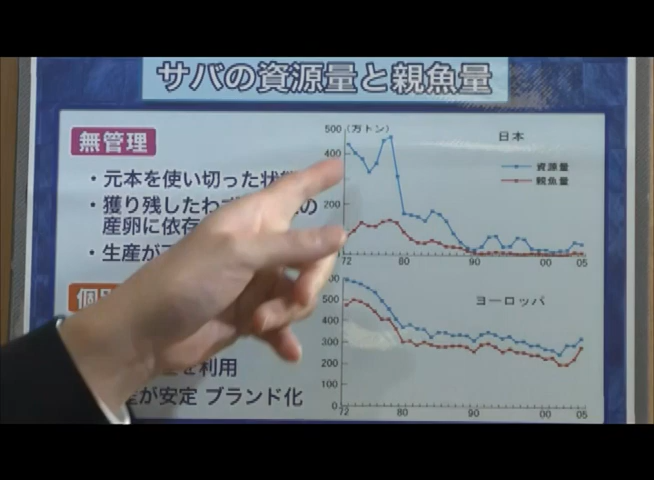 サバの資源量と親魚量
無管理
・元本を使い切った状
・獲り残したわ の
産卵に依存
・生産が
個
を利用
が安定 ブランド化
500 (万トン)
400
200
72 80 90 00 05
日本
資源量
親魚量
600
500
400
300
200
100
0
72 80 90 00 05
ヨーロッパ